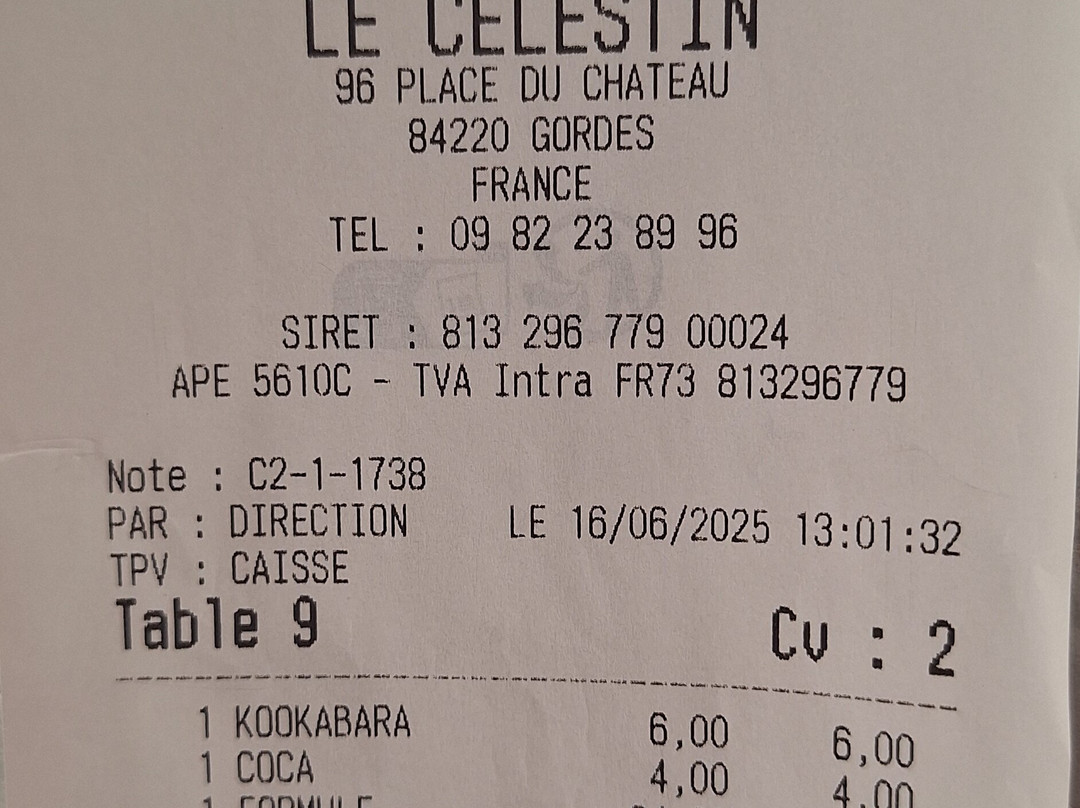 LE CELESTIN
96 PLACE DU CHATEAU
84220 GORDES
FRANCE
TEL : 09 82 23 89 96
SIRET : 813 296 779 00024
APE 5610C - TVA Intra FR73 813296779
Note : C2-1-1738
PAR : DIRECTION LE 16/06/2025 13:01:32
TPV : CAISSE
Table 9 Cv : 2
1 KOOKABARA 6,00 6,00
1 COCA 4,00 4,00
1 FORMULE